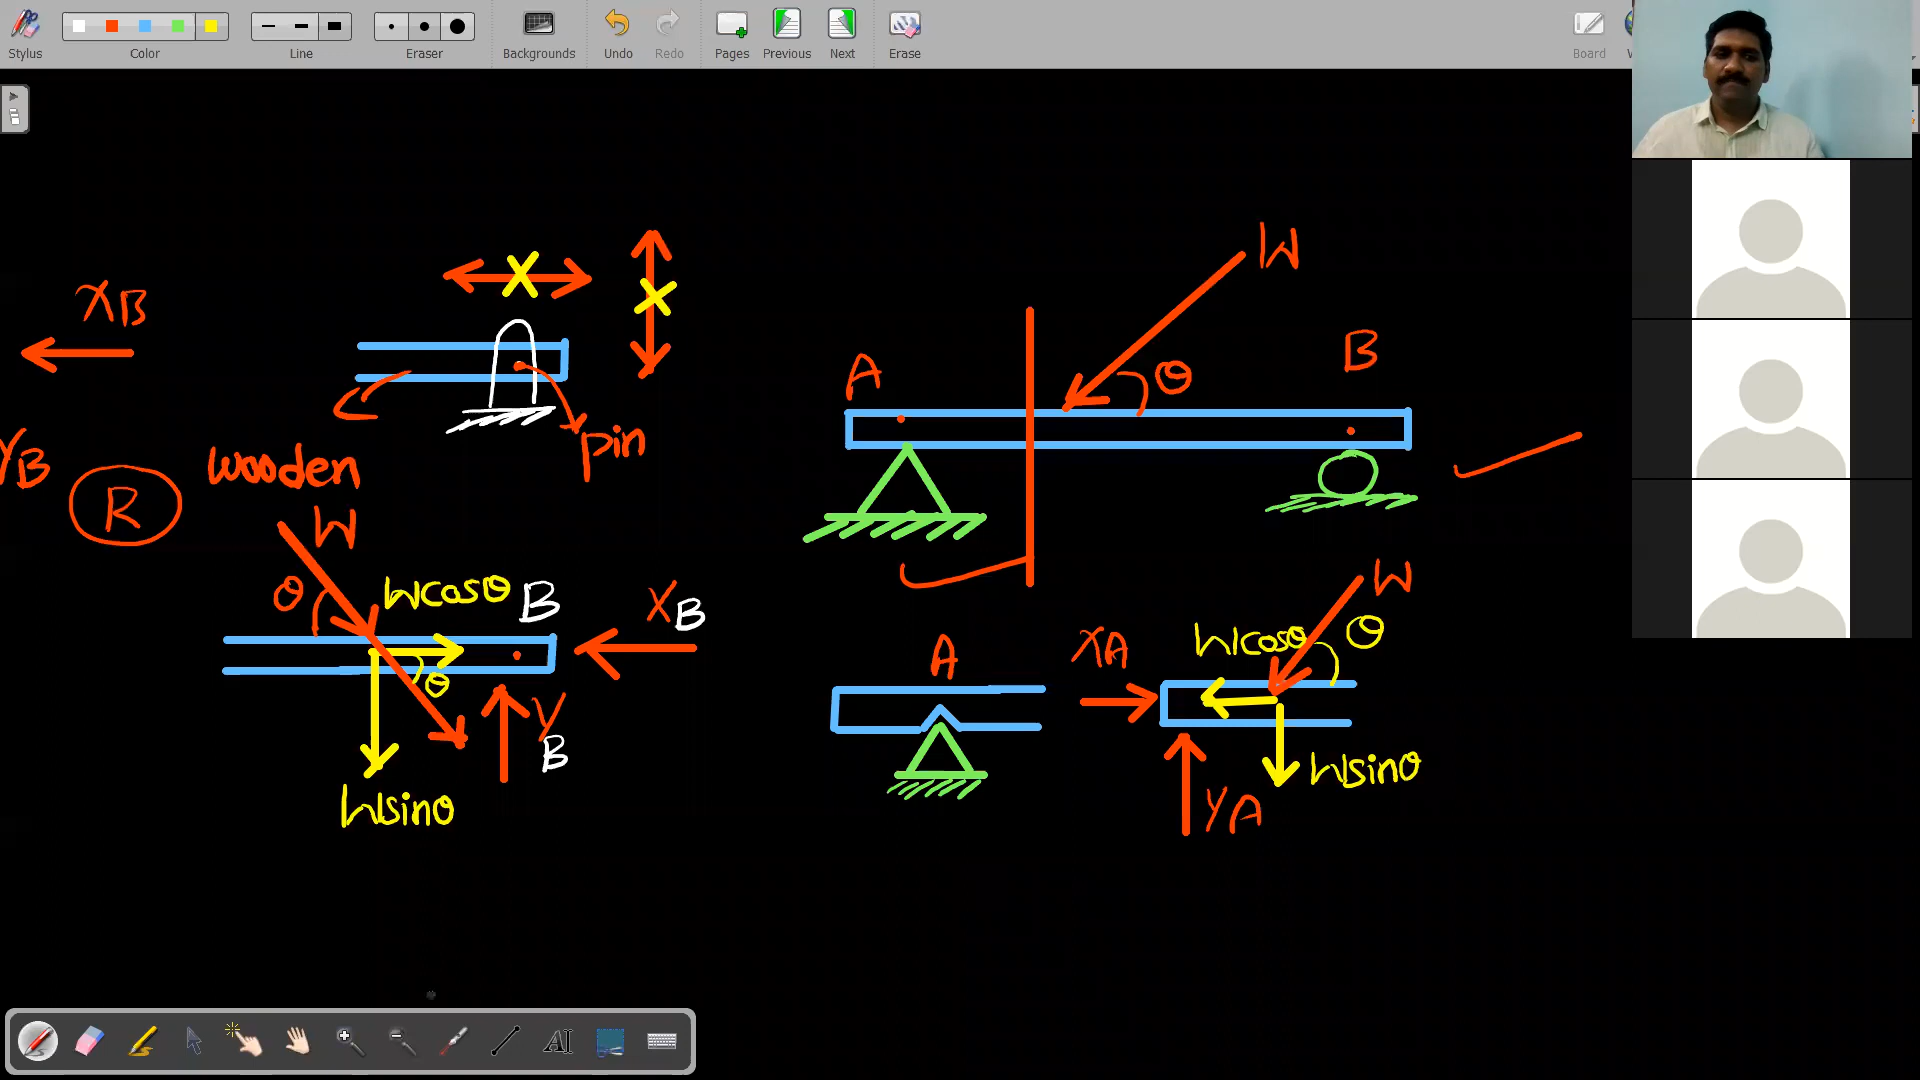 Stylus
Color
Line
Eraser
Backgrounds
Undo
Redo
Pages
Previous
Next
Erase
Board
XB
YB
R
wooden
pin
W
θ
Wcosθ
B
XB
YB
θ
Wsinθ
W
A
θ
B
A
XA
W
Wcosθ
θ
YA
Wsinθ